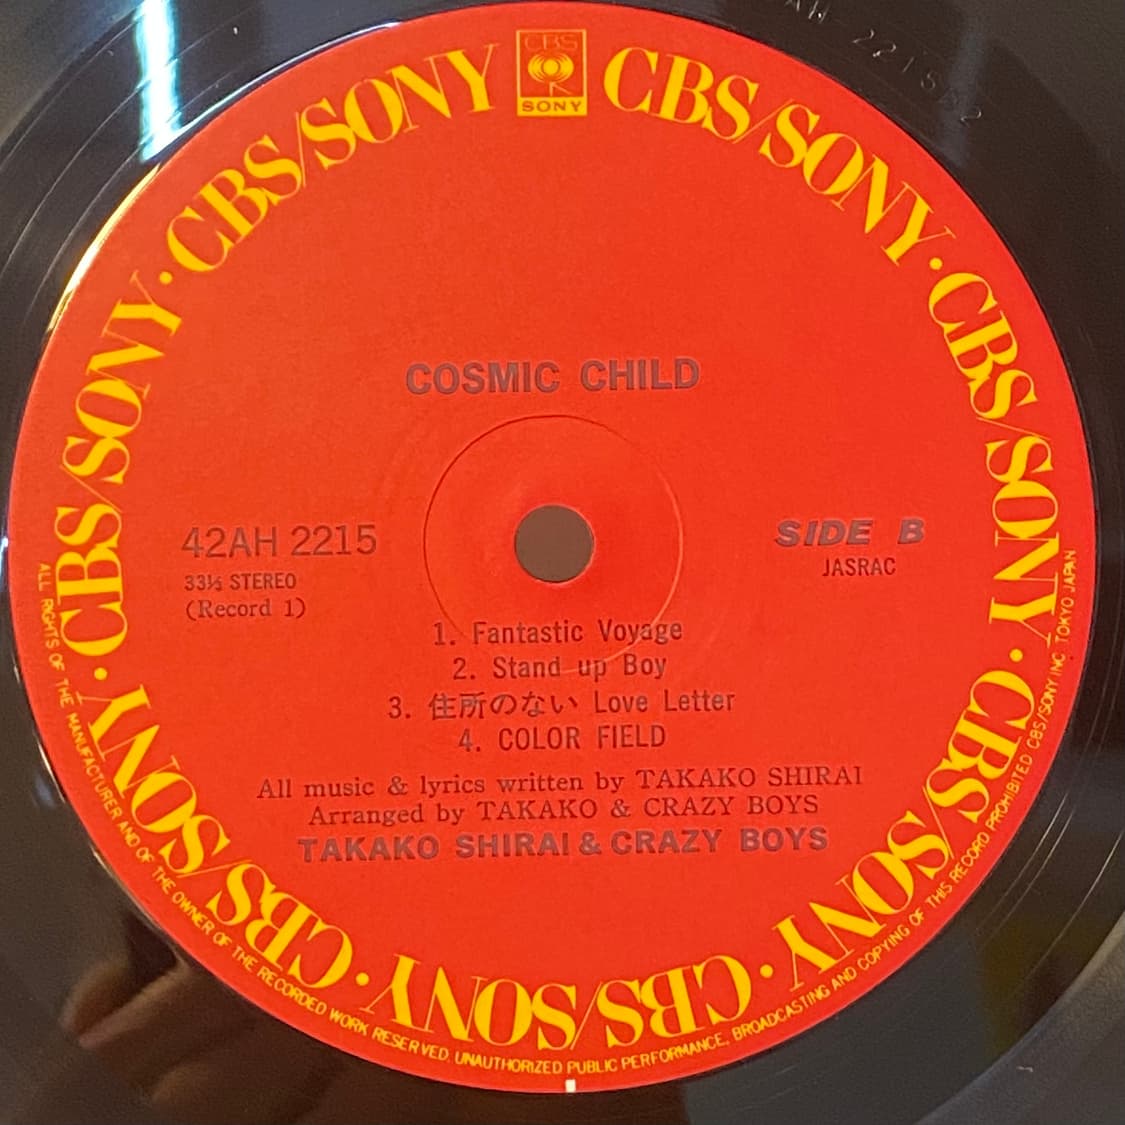 CBS
SONY
CBS/SONY · CBS/SONY · CBS/SONY · CBS/SONY · CBS/SONY · CBS/SONY · CBS/SONY
COSMIC CHILD
42AH 2215
33⅓ STEREO
(Record 1)
SIDE B
JASRAC
1. Fantastic Voyage
2. Stand up Boy
3. 住所のない Love Letter
4. COLOR FIELD
All music & lyrics written by TAKAKO SHIRAI
Arranged by TAKAKO & CRAZY BOYS
TAKAKO SHIRAI & CRAZY BOYS
ALL RIGHTS OF THE MANUFACTURER AND OF THE OWNER OF THE RECORDED WORK RESERVED. UNAUTHORIZED PUBLIC PERFORMANCE, BROADCASTING AND COPYING OF THIS RECORD PROHIBITED CBS/SONY INC. TOKYO JAPAN